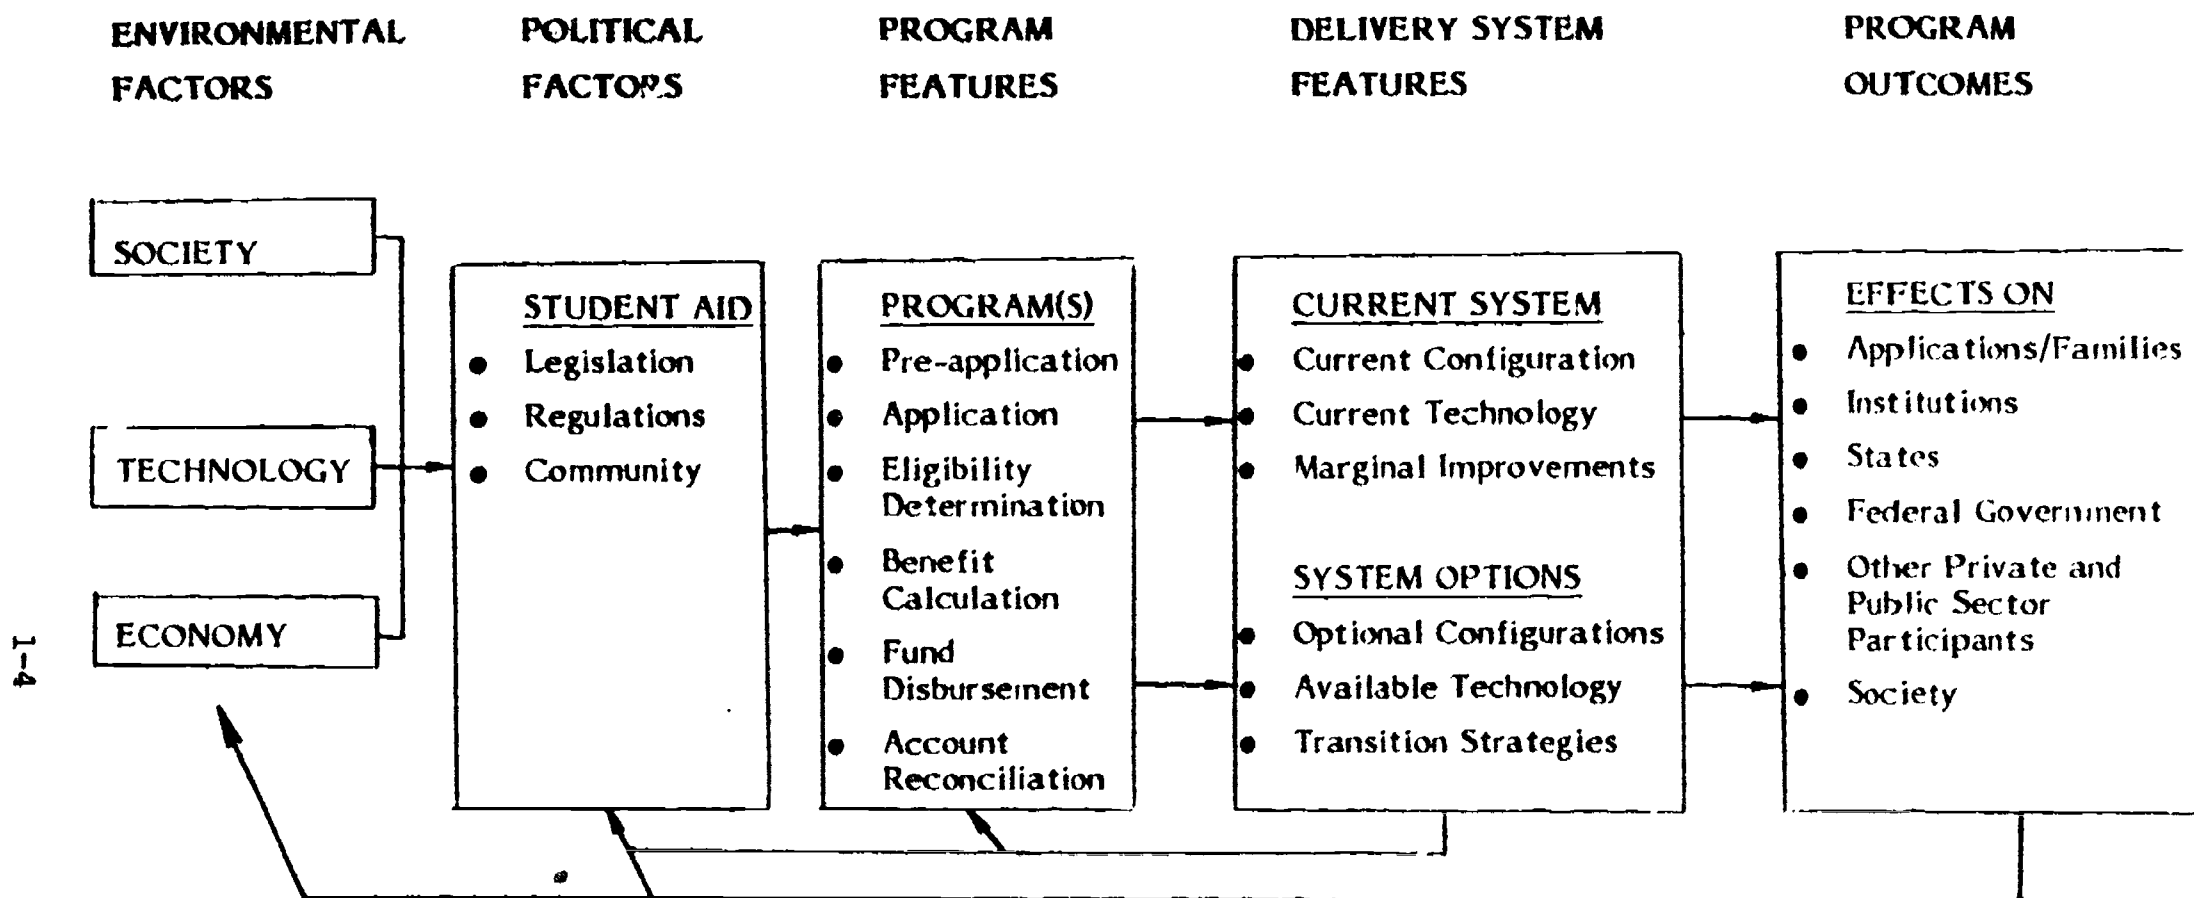 ENVIRONMENTAL
FACTORS
POLITICAL
FACTORS
PROGRAM
FEATURES
DELIVERY SYSTEM
FEATURES
PROGRAM
OUTCOMES
SOCIETY
TECHNOLOGY
ECONOMY
STUDENT AID
● Legislation
● Regulations
● Community
PROGRAM(S)
● Pre-application
● Application
● Eligibility
Determination
● Benefit
Calculation
● Fund
Disbursement
● Account
Reconciliation
CURRENT SYSTEM
● Current Configuration
● Current Technology
● Marginal Improvements
SYSTEM OPTIONS
● Optional Configurations
● Available Technology
● Transition Strategies
EFFECTS ON
● Applications/Families
● Institutions
● States
● Federal Government
● Other Private and
Public Sector
Participants
● Society
1-4